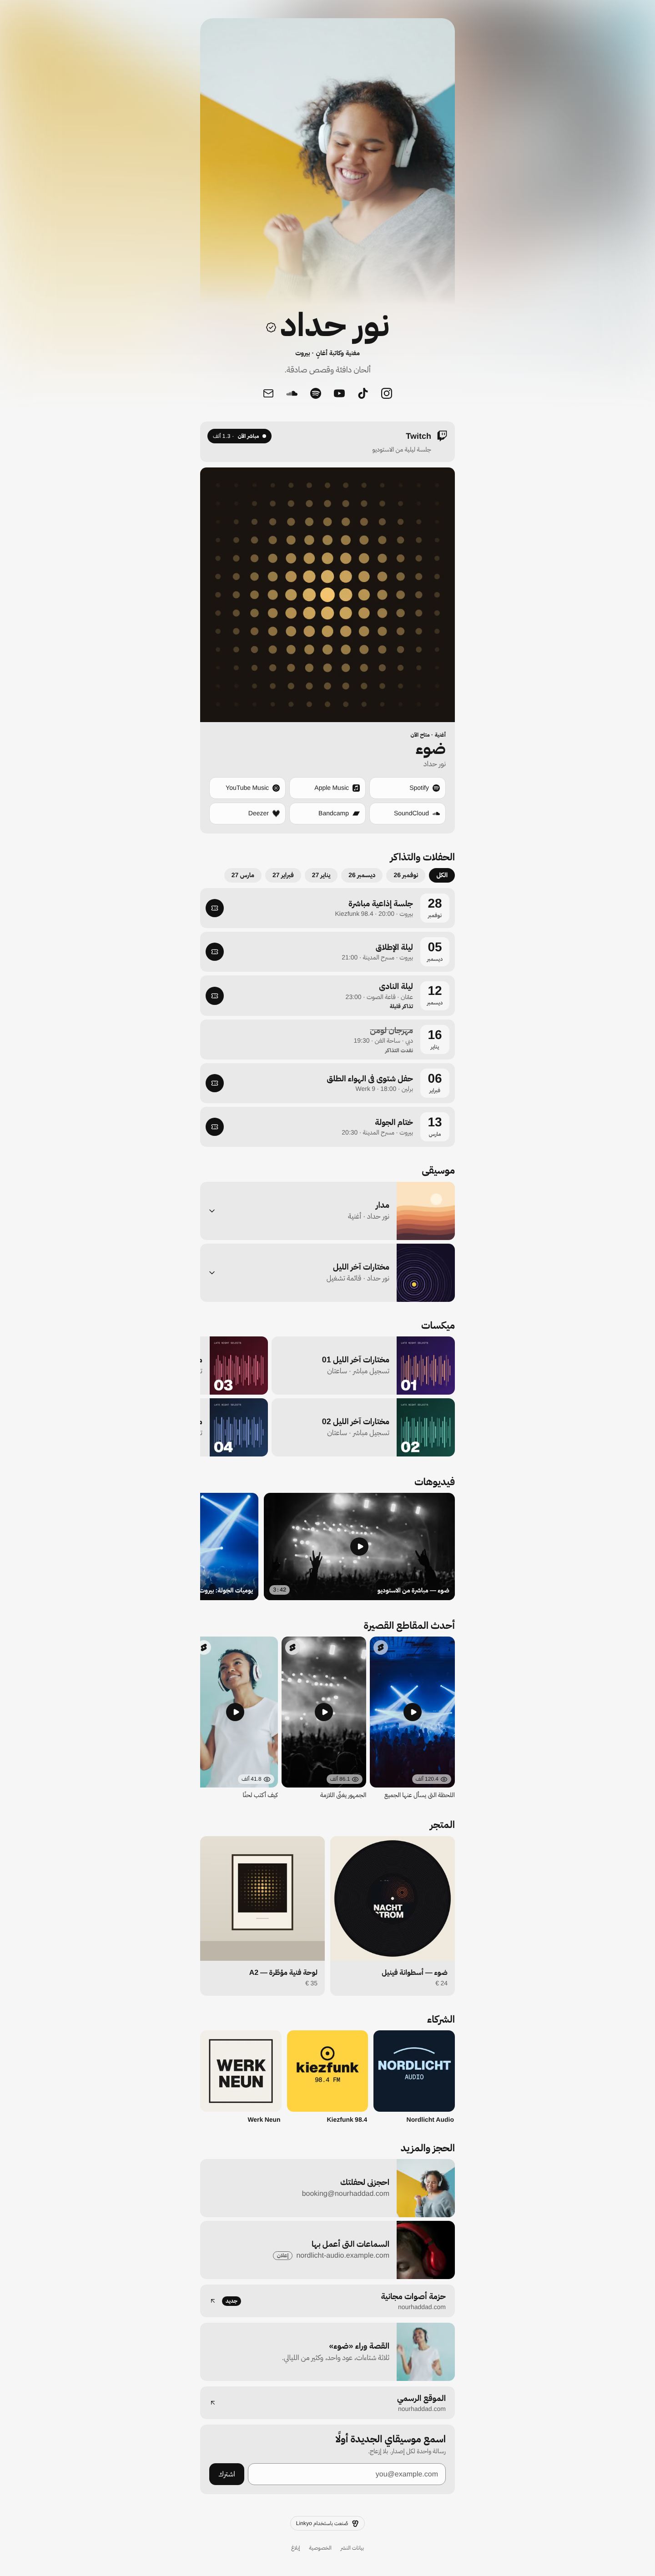 نور حداد
مغنية وكاتبة أغانٍ · بيروت
ألحان دافئة وقصص صادقة.
Twitch
مباشر الآن · 1.3 ألف
جلسة ليلية من الاستوديو
أغنية · متاح الآن
ضوء
نور حداد
Spotify
Apple Music
YouTube Music
SoundCloud
Bandcamp
Deezer
الحفلات والتذاكر
الكل
نوفمبر 26
ديسمبر 26
يناير 27
فبراير 27
مارس 27
28
نوفمبر
جلسة إذاعية مباشرة
بيروت · Kiezfunk 98.4 · 20:00
05
ديسمبر
ليلة الإطلاق
بيروت · مسرح المدينة · 21:00
12
ديسمبر
ليلة النادي
عمّان · قاعة الصوت · 23:00
تذاكر قليلة
16
يناير
مهرجان لومن
دبي · ساحة الفن · 19:30
نفدت التذاكر
06
فبراير
حفل شتوي في الهواء الطلق
برلين · Werk 9 · 18:00
13
مارس
ختام الجولة
بيروت · مسرح المدينة · 20:30
موسيقى
مدار
نور حداد · أغنية
مختارات آخر الليل
نور حداد · قائمة تشغيل
ميكسات
01
مختارات آخر الليل 01
تسجيل مباشر · ساعتان
03
02
مختارات آخر الليل 02
تسجيل مباشر · ساعتان
04
فيديوهات
ضوء — مباشرة من الاستوديو
3:42
يوميات الجولة: بيروت
أحدث المقاطع القصيرة
120.4 ألف
86.1 ألف
41.8 ألف
اللحظة التي يسأل عنها الجميع
الجمهور يغنّي اللازمة
كيف أكتب لحنًا
المتجر
NACHT
STROM
ضوء — أسطوانة فينيل
24 €
لوحة فنية مؤطّرة — A2
35 €
الشركاء
NORDLICHT
AUDIO
kiezfunk
98.4 FM
WERK
NEUN
Nordlicht Audio
Kiezfunk 98.4
Werk Neun
الحجز والمزيد
احجزني لحفلتك
booking@nourhaddad.com
السماعات التي أعمل بها
nordlicht-audio.example.com
إعلان
حزمة أصوات مجانية
nourhaddad.com
جديد
القصة وراء «ضوء»
ثلاثة شتاءات، عود واحد، وكثير من الليالي.
الموقع الرسمي
nourhaddad.com
اسمع موسيقاي الجديدة أولًا
رسالة واحدة لكل إصدار. بلا إزعاج.
you@example.com
اشترك
صُنعت باستخدام Linkyo
بيانات النشر
الخصوصية
إبلاغ